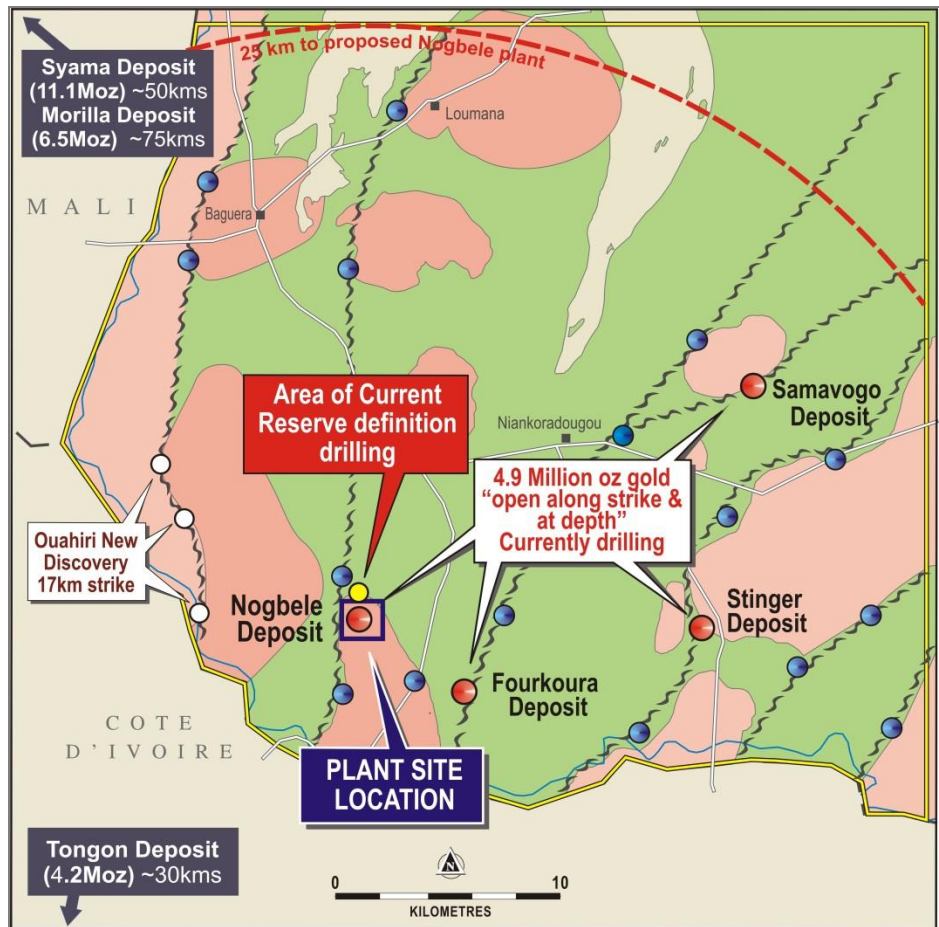 25 km to proposed Nogbele plant
Syama Deposit
(11.1Moz) ~50kms
Morilla Deposit
(6.5Moz) ~75kms
Loumana
MALI
Baguera
Area of Current
Reserve definition
drilling
Samavogo
Deposit
Niankoradougou
4.9 Million oz gold
“open along strike &
at depth”
Currently drilling
Ouahiri New
Discovery
17km strike
Nogbele
Deposit
Stinger
Deposit
Fourkoura
Deposit
COTE
D’IVOIRE
PLANT SITE
LOCATION
Tongon Deposit
(4.2Moz) ~30kms
N
0 10
KILOMETRES